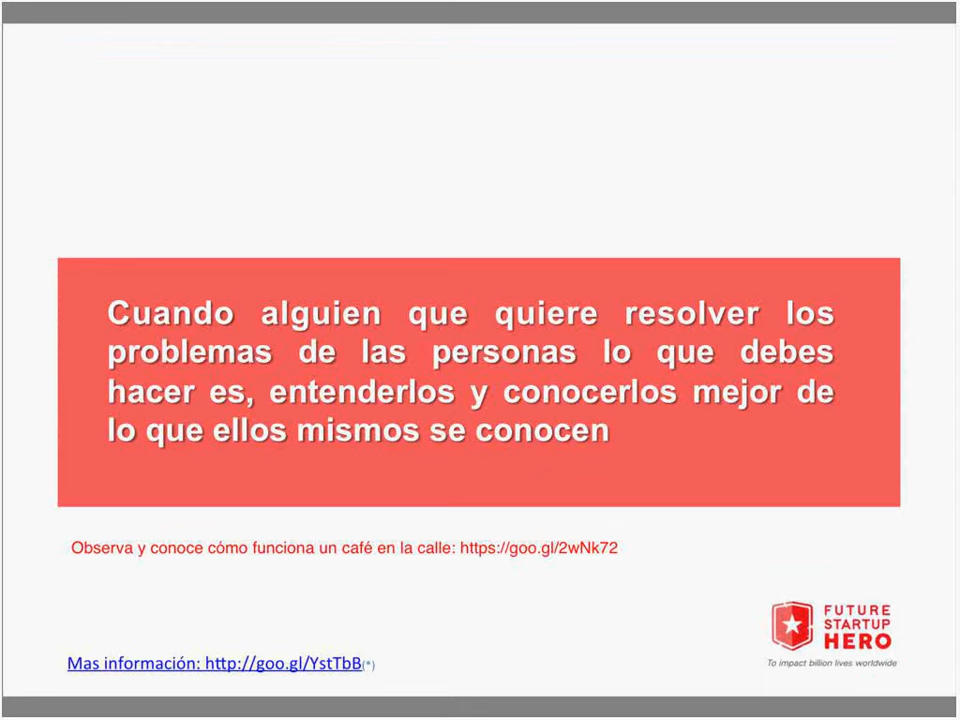 Cuando alguien que quiere resolver los
problemas de las personas lo que debes
hacer es, entenderlos y conocerlos mejor de
lo que ellos mismos se conocen
Observa y conoce cómo funciona un café en la calle: https://goo.gl/2wNk72
FUTURE
STARTUP
HERO
To impact billion lives worldwide
Mas información: http://goo.gl/YstTbB(*)